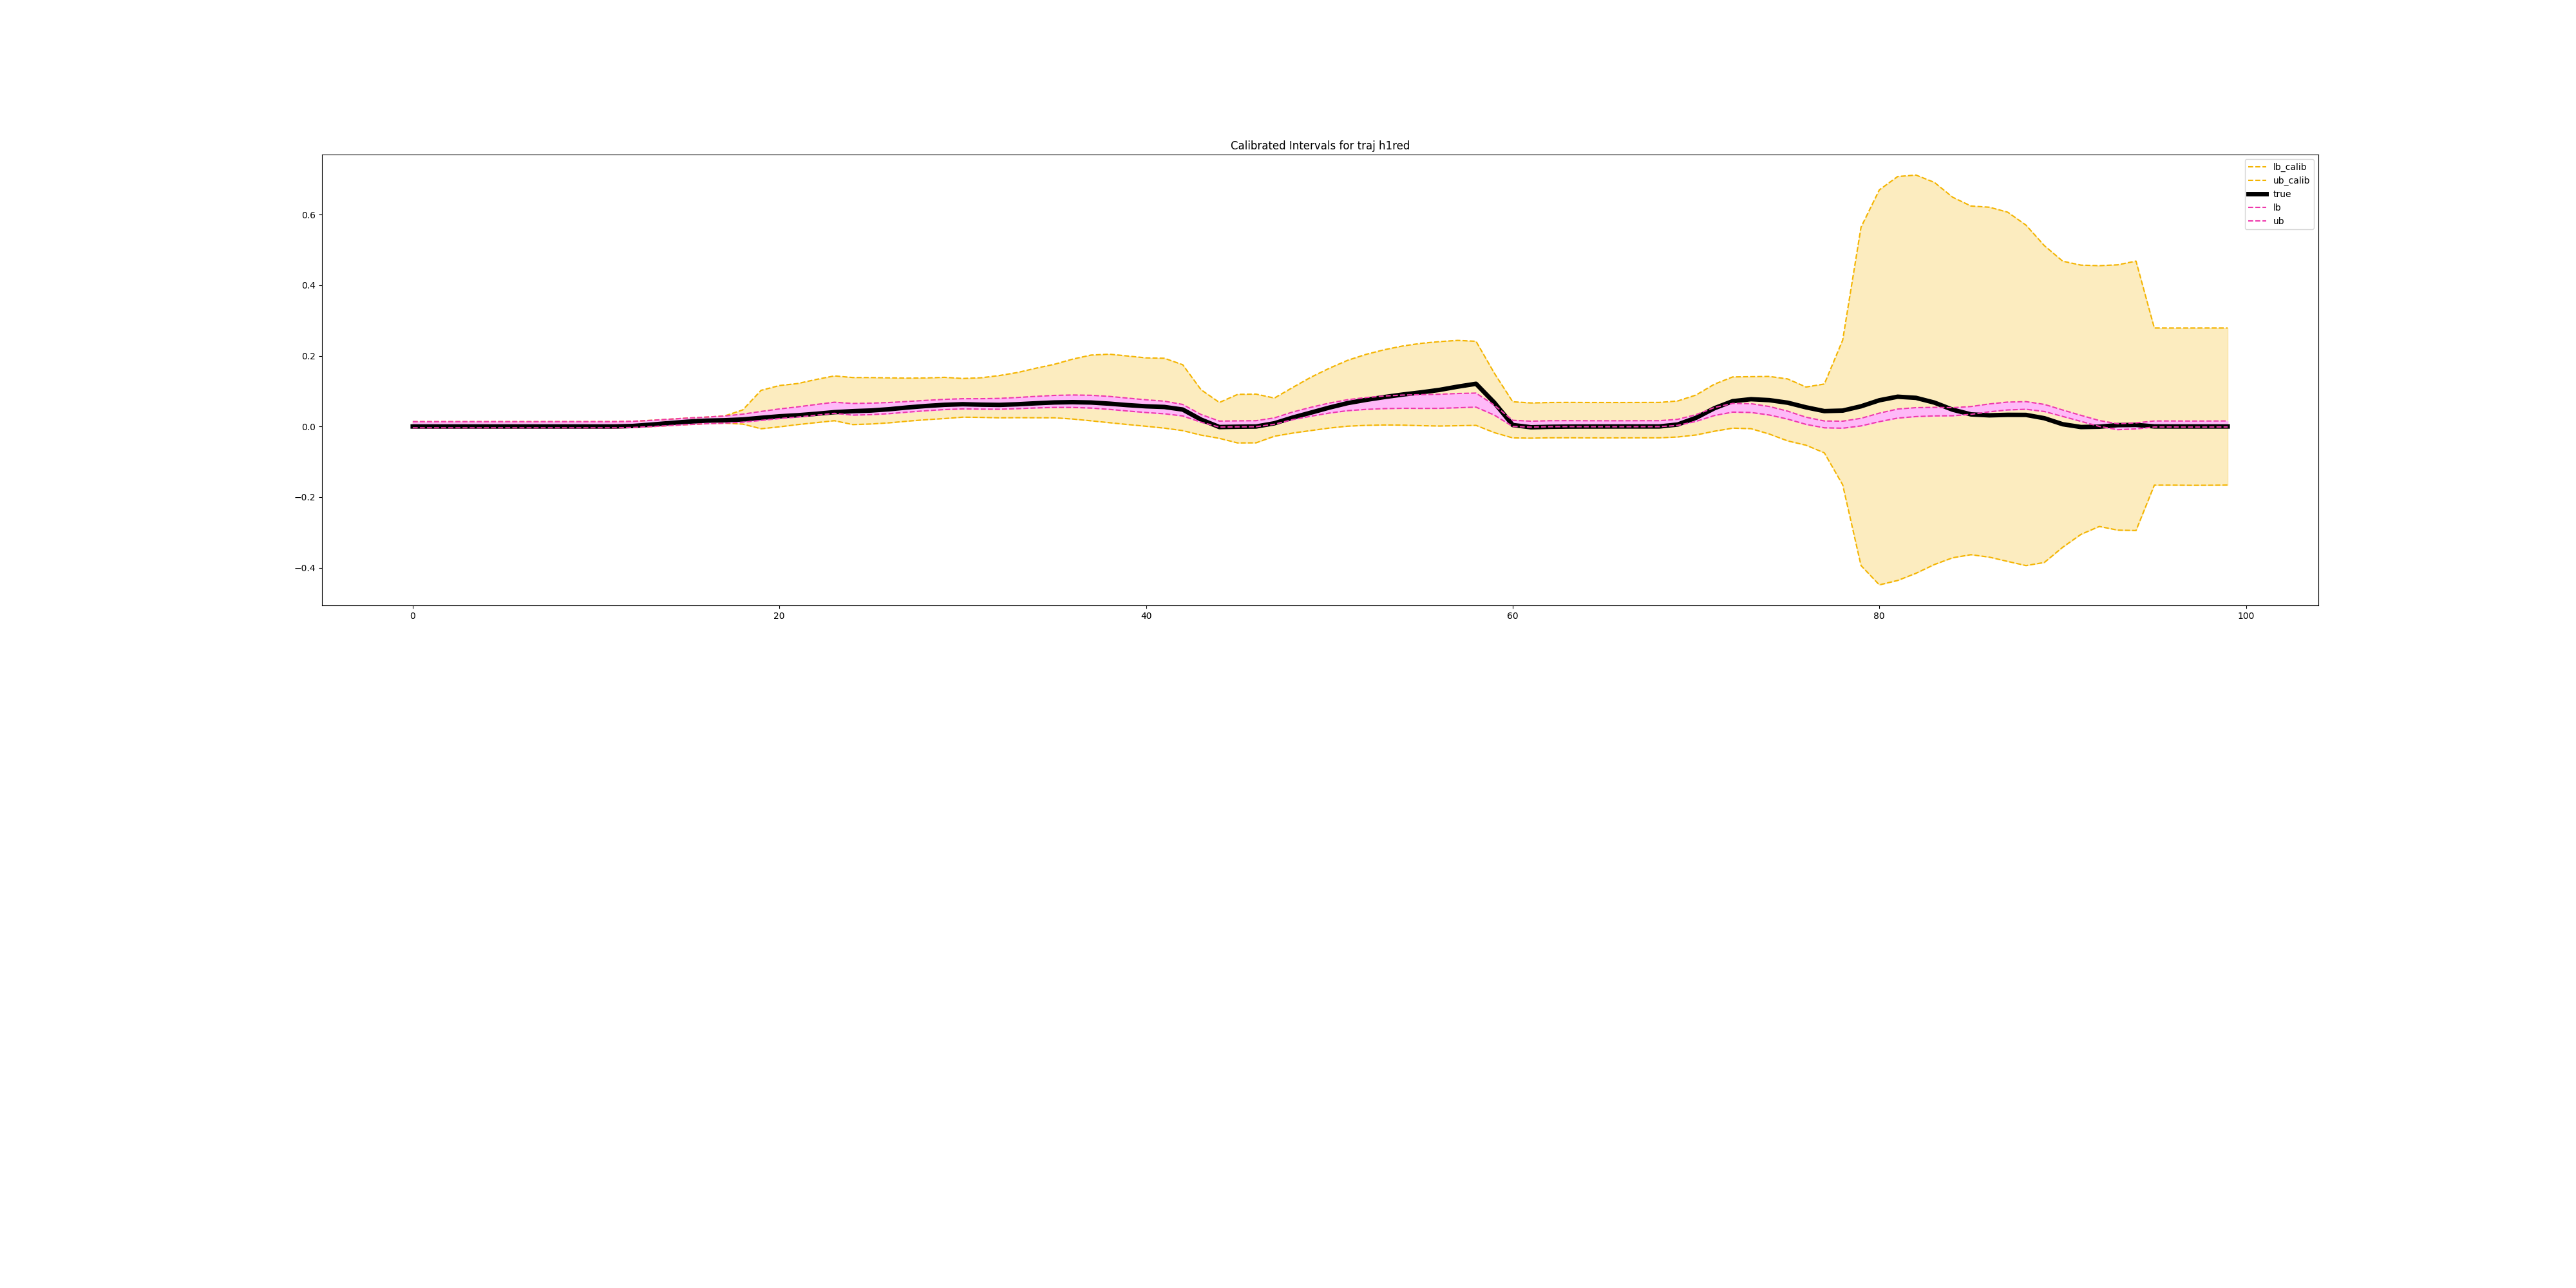 Calibrated Intervals for traj h1red
lb_calib
ub_calib
true
lb
ub
0.6
0.4
0.2
0.0
−0.2
−0.4
0 20 40 60 80 100